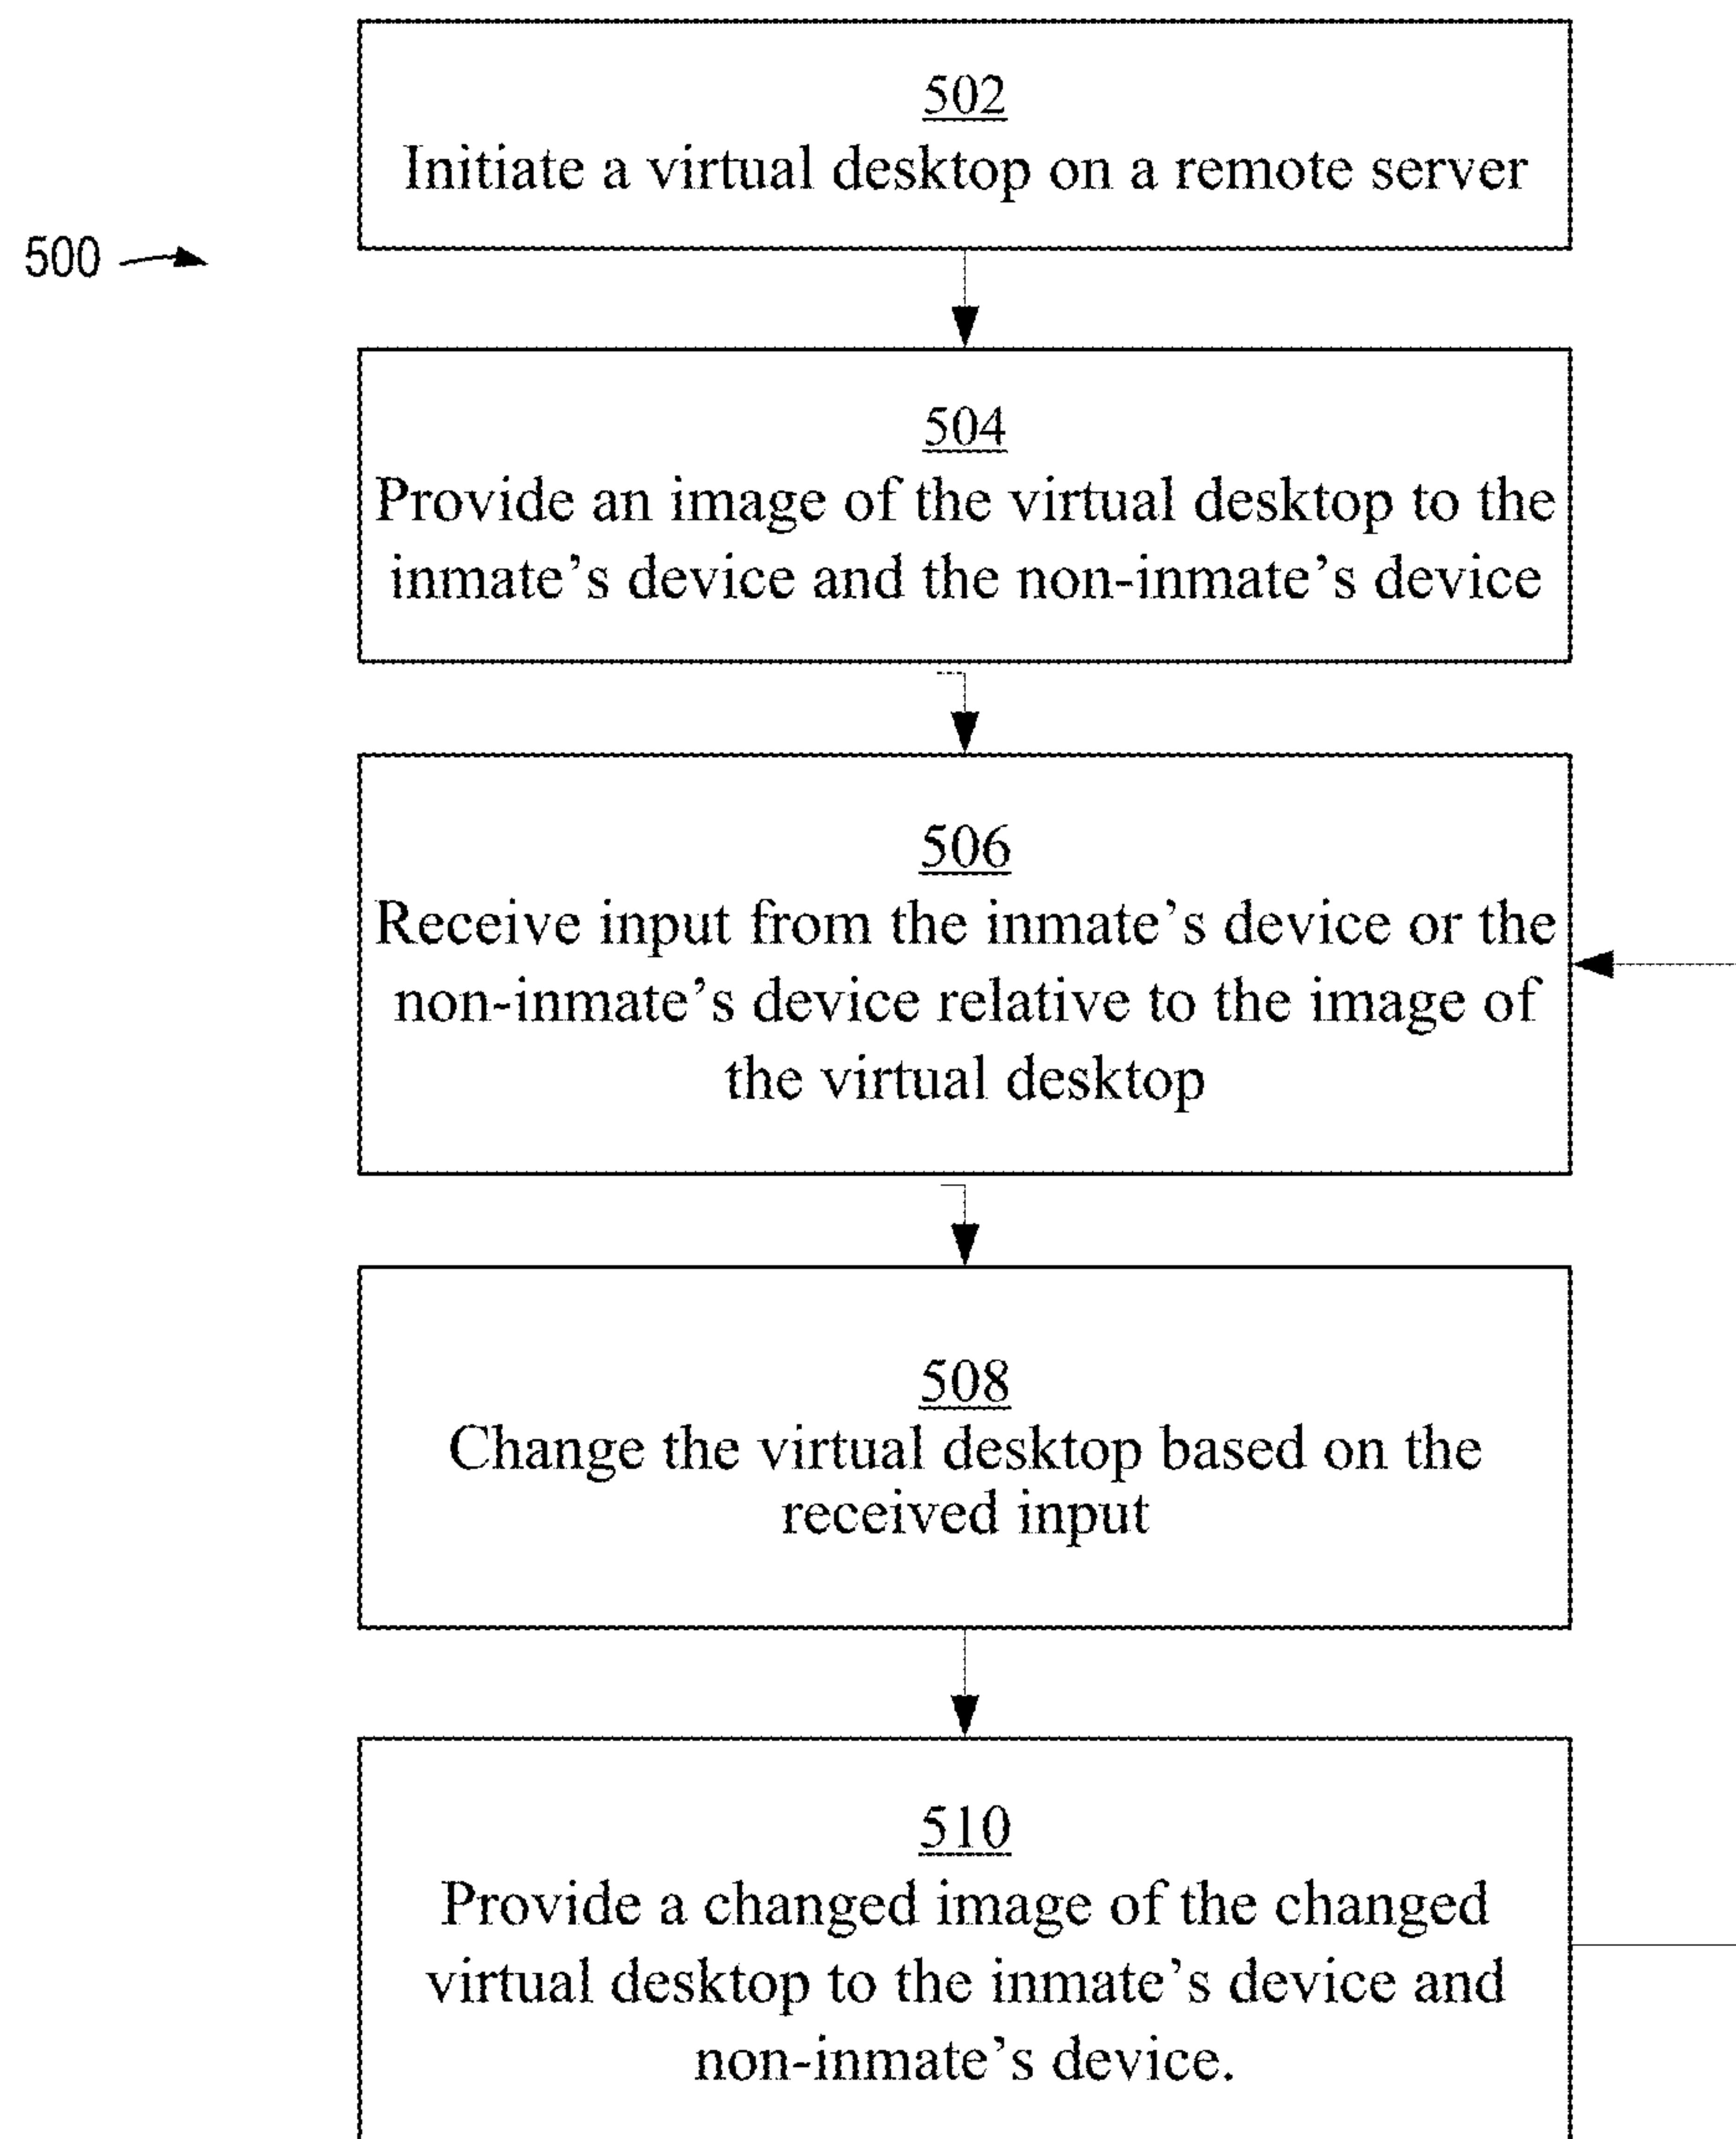 502
Initiate a virtual desktop on a remote server
500
504
Provide an image of the virtual desktop to the
inmate’s device and the non-inmate’s device
506
Receive input from the inmate’s device or the
non-inmate’s device relative to the image of
the virtual desktop
508
Change the virtual desktop based on the
received input
510
Provide a changed image of the changed
virtual desktop to the inmate’s device and
non-inmate’s device.